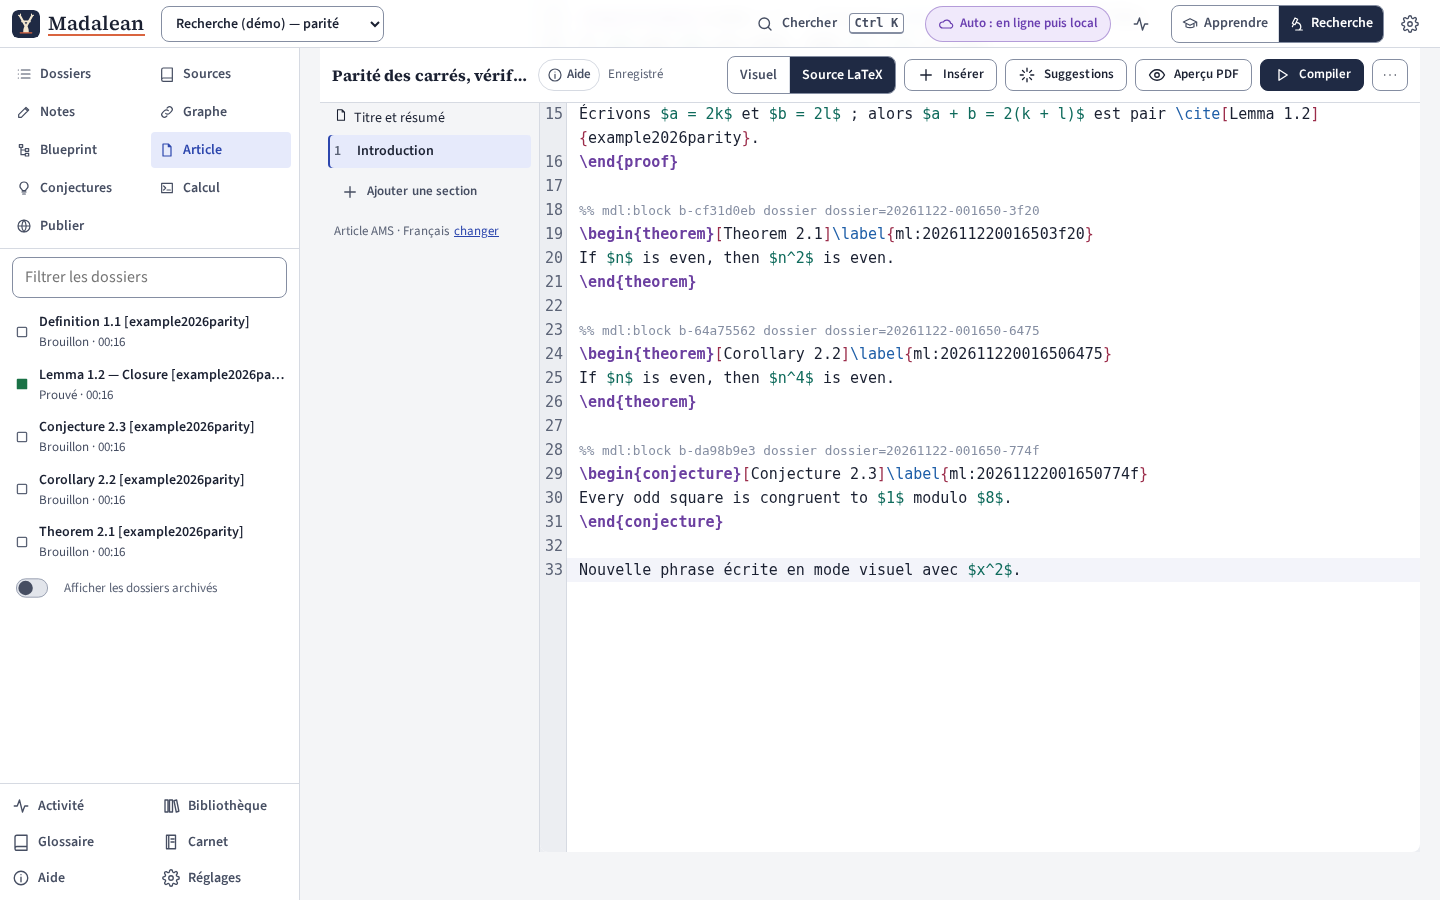 Madalean
Recherche (démo) — parité
Chercher
Ctrl K
Auto : en ligne puis local
Apprendre
Recherche
Dossiers
Sources
Notes
Graphe
Blueprint
Article
Conjectures
Calcul
Publier
Filtrer les dossiers
Definition 1.1 [example2026parity]
Brouillon · 00:16
Lemma 1.2 — Closure [example2026pa…
Prouvé · 00:16
Conjecture 2.3 [example2026parity]
Brouillon · 00:16
Corollary 2.2 [example2026parity]
Brouillon · 00:16
Theorem 2.1 [example2026parity]
Brouillon · 00:16
Afficher les dossiers archivés
Activité
Bibliothèque
Glossaire
Carnet
Aide
Réglages
Parité des carrés, vérif…
Aide
Enregistré
Visuel
Source LaTeX
Insérer
Suggestions
Aperçu PDF
Compiler
···
Titre et résumé
1 Introduction
Ajouter une section
Article AMS · Français changer
15 Écrivons $a = 2k$ et $b = 2l$ ; alors $a + b = 2(k + l)$ est pair \cite[Lemma 1.2]
{example2026parity}.
16 \end{proof}
17
18 %% mdl:block b-cf31d0eb dossier dossier=20261122-001650-3f20
19 \begin{theorem}[Theorem 2.1]\label{ml:202611220016503f20}
20 If $n$ is even, then $n^2$ is even.
21 \end{theorem}
22
23 %% mdl:block b-64a75562 dossier dossier=20261122-001650-6475
24 \begin{theorem}[Corollary 2.2]\label{ml:202611220016506475}
25 If $n$ is even, then $n^4$ is even.
26 \end{theorem}
27
28 %% mdl:block b-da98b9e3 dossier dossier=20261122-001650-774f
29 \begin{conjecture}[Conjecture 2.3]\label{ml:20261122001650774f}
30 Every odd square is congruent to $1$ modulo $8$.
31 \end{conjecture}
32
33 Nouvelle phrase écrite en mode visuel avec $x^2$.